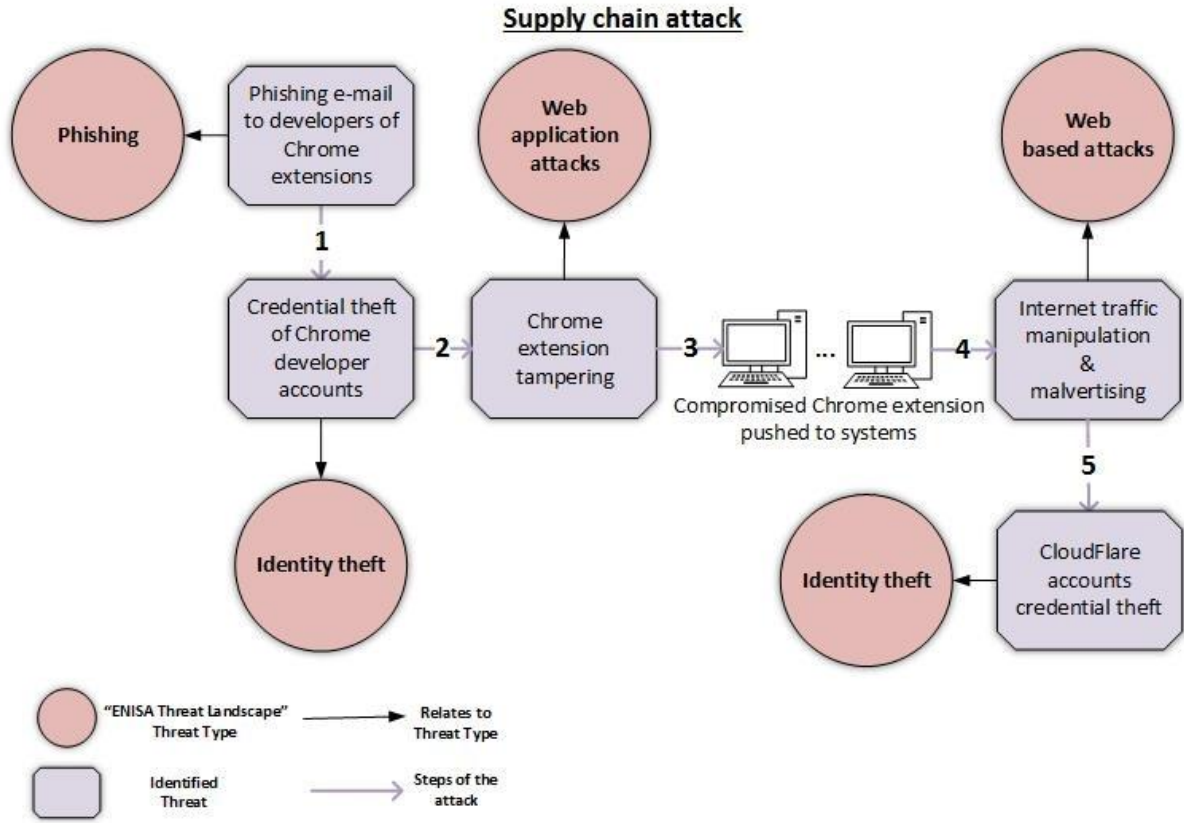 Supply chain attack
Phishing
Phishing e-mail
to developers of
Chrome
extensions
Web
application
attacks
Web
based attacks
1
Credential theft
of Chrome
developer
accounts
2
Chrome
extension
tampering
3
...
4
Compromised Chrome extension
pushed to systems
Internet traffic
manipulation
&
malvertising
5
Identity theft
Identity theft
CloudFlare
accounts
credential theft
“ENISA Threat Landscape”
Threat Type
Relates to
Threat Type
Identified
Threat
Steps of the
attack